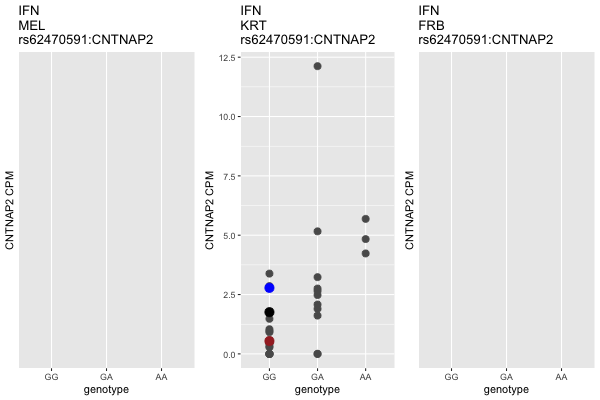 IFN
MEL
rs62470591:CNTNAP2
CNTNAP2 CPM
GG GA AA
genotype
IFN
KRT
rs62470591:CNTNAP2
CNTNAP2 CPM
12.5
10.0
7.5
5.0
2.5
0.0
GG GA AA
genotype
IFN
FRB
rs62470591:CNTNAP2
CNTNAP2 CPM
GG GA AA
genotype